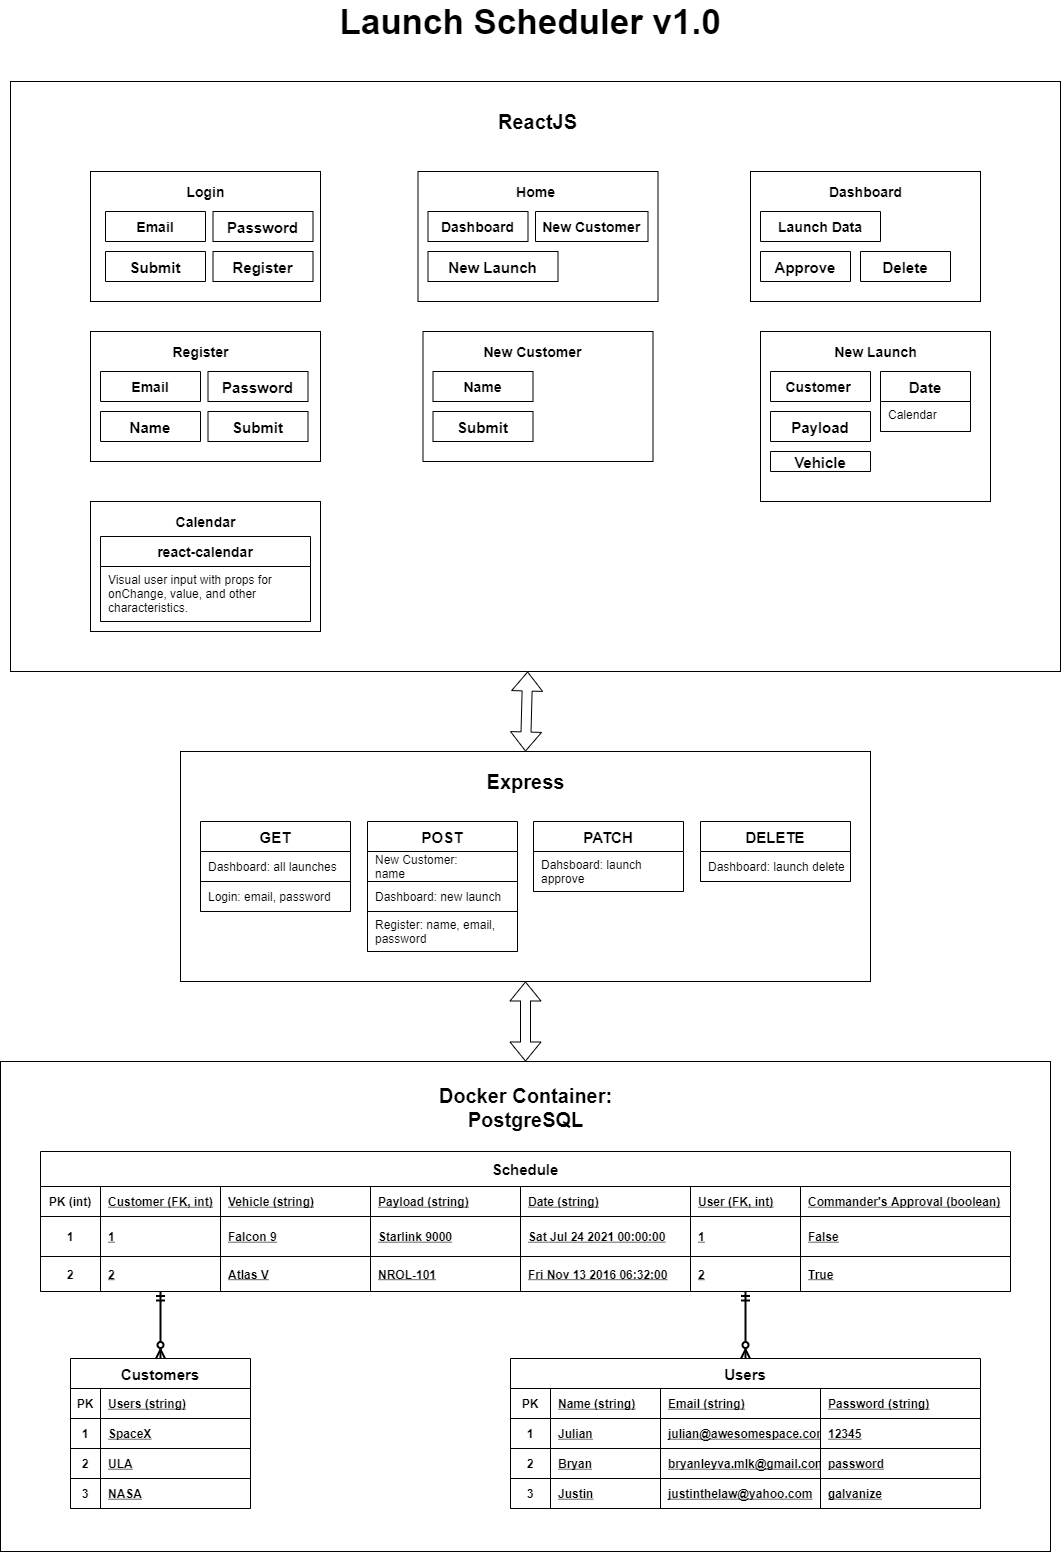 Launch Scheduler v1.0
ReactJS
Login
Email
Password
Submit
Register
Home
Dashboard
New Customer
New Launch
Dashboard
Launch Data
Approve
Delete
Register
Email
Password
Name
Submit
New Customer
Name
Submit
New Launch
Customer
Date
Calendar
Payload
Vehicle
Calendar
react-calendar
Visual user input with props for
onChange, value, and other
characteristics.
Express
GET
Dashboard: all launches
Login: email, password
POST
New Customer:
name
Dashboard: new launch
Register: name, email,
password
PATCH
Dahsboard: launch
approve
DELETE
Dashboard: launch delete
Docker Container:
PostgreSQL
Schedule
PK (int) Customer (FK, int) Vehicle (string) Payload (string) Date (string) User (FK, int) Commander's Approval (boolean)
1 1 Falcon 9 Starlink 9000 Sat Jul 24 2021 00:00:00 1 False
2 2 Atlas V NROL-101 Fri Nov 13 2016 06:32:00 2 True
Customers
PK Users (string)
1 SpaceX
2 ULA
3 NASA
Users
PK Name (string) Email (string) Password (string)
1 Julian julian@awesomespace.com 12345
2 Bryan bryanleyva.mlk@gmail.com password
3 Justin justinthelaw@yahoo.com galvanize